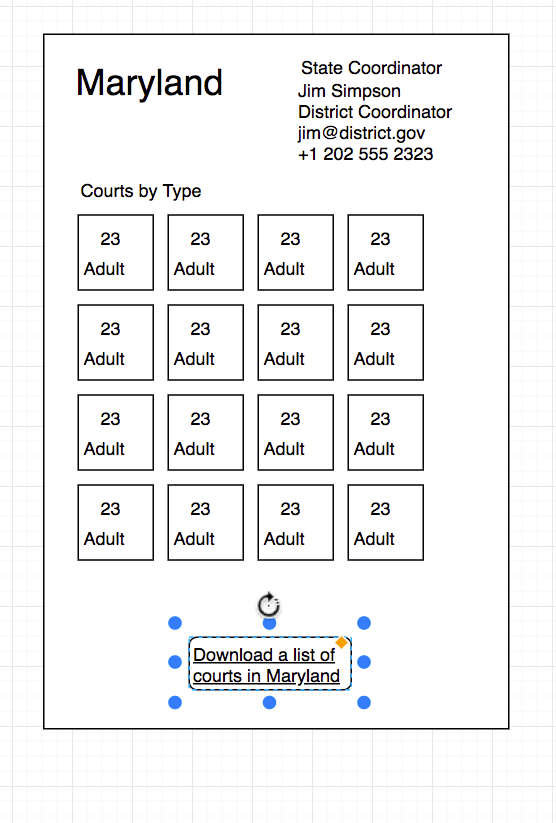 Maryland
State Coordinator
Jim Simpson
District Coordinator
jim@district.gov
+1 202 555 2323
Courts by Type
23 23 23 23
Adult Adult Adult Adult
23 23 23 23
Adult Adult Adult Adult
23 23 23 23
Adult Adult Adult Adult
23 23 23 23
Adult Adult Adult Adult
Download a list of
courts in Maryland